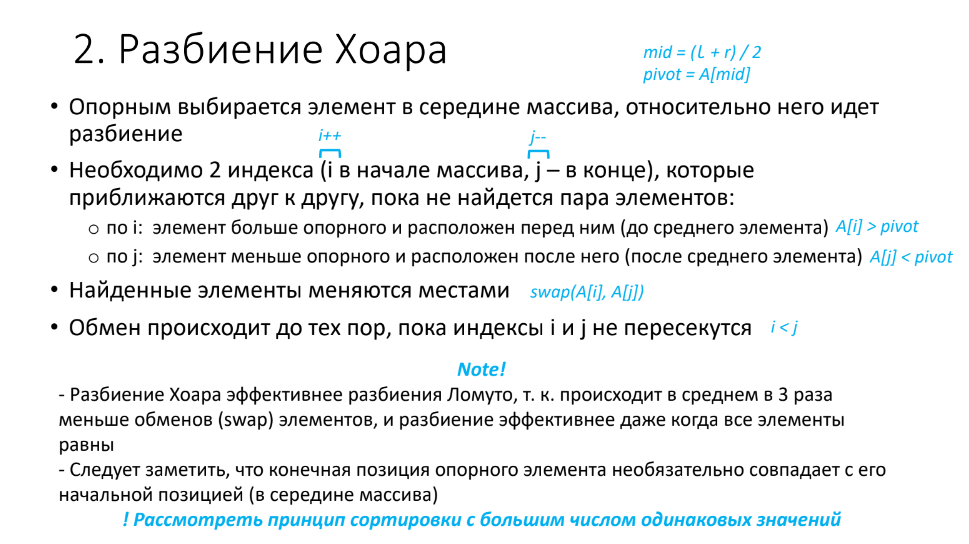 2. Разбиение Хоара
mid = (l + r) / 2
pivot = A[mid]
• Опорным выбирается элемент в середине массива, относительно него идет
разбиение
i++
j--
• Необходимо 2 индекса (i в начале массива, j – в конце), которые
приближаются друг к другу, пока не найдется пара элементов:
o по i: элемент больше опорного и расположен перед ним (до среднего элемента) A[i] > pivot
o по j: элемент меньше опорного и расположен после него (после среднего элемента) A[j] < pivot
• Найденные элементы меняются местами swap(A[i], A[j])
• Обмен происходит до тех пор, пока индексы i и j не пересекутся i < j
Note!
- Разбиение Хоара эффективнее разбиения Ломуто, т. к. происходит в среднем в 3 раза
меньше обменов (swap) элементов, и разбиение эффективнее даже когда все элементы
равны
- Следует заметить, что конечная позиция опорного элемента необязательно совпадает с его
начальной позицией (в середине массива)
! Рассмотреть принцип сортировки с большим числом одинаковых значений